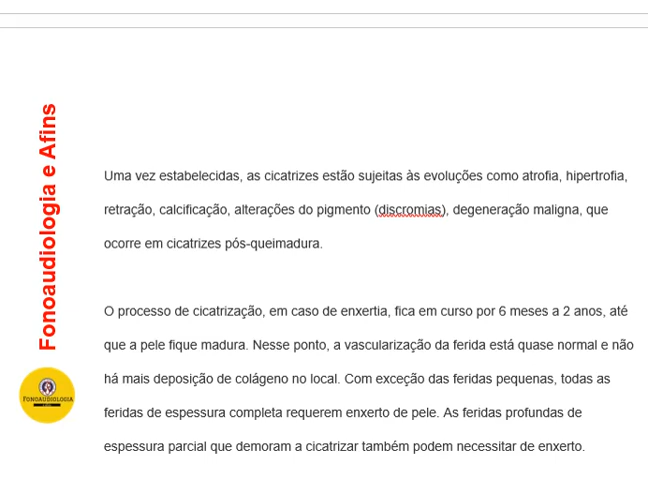 Fonoaudiologia e Afins
FONOAUDIOLOGIA
Uma vez estabelecidas, as cicatrizes estão sujeitas às evoluções como atrofia, hipertrofia,
retração, calcificação, alterações do pigmento (discromias), degeneração maligna, que
ocorre em cicatrizes pós-queimadura.
O processo de cicatrização, em caso de enxertia, fica em curso por 6 meses a 2 anos, até
que a pele fique madura. Nesse ponto, a vascularização da ferida está quase normal e não
há mais deposição de colágeno no local. Com exceção das feridas pequenas, todas as
feridas de espessura completa requerem enxerto de pele. As feridas profundas de
espessura parcial que demoram a cicatrizar também podem necessitar de enxerto.